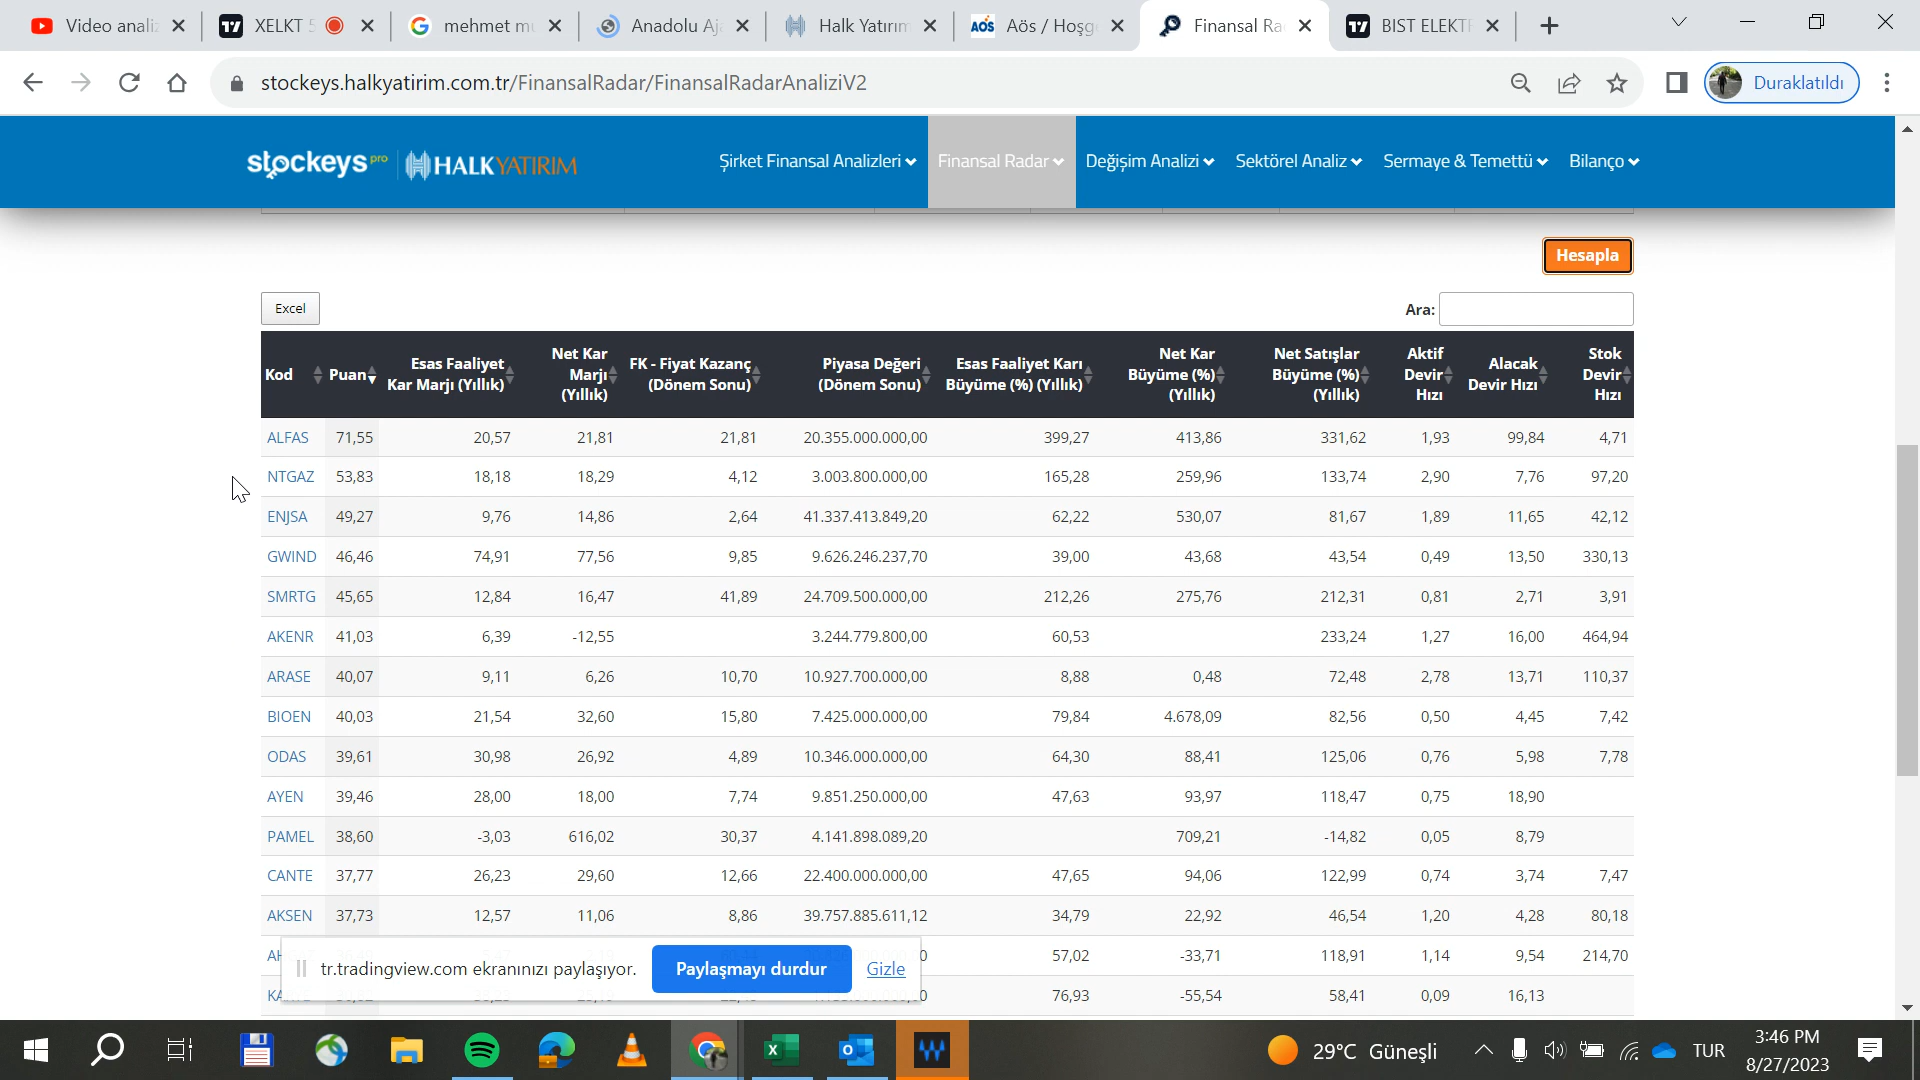 Video analiz
XELKT 5
mehmet mu
Anadolu Aja
Halk Yatırım
AÖS Aös / Hoşge
Finansal Ra
BIST ELEKTR
stockeys.halkyatirim.com.tr/FinansalRadar/FinansalRadarAnaliziV2
Duraklatıldı
stockeys pro HALKYATIRIM
Şirket Finansal Analizleri Finansal Radar Değişim Analizi Sektörel Analiz Sermaye & Temettü Bilanço
Hesapla
Excel
Ara:
Kod Puan Esas Faaliyet Kar Marjı (Yıllık) Net Kar Marjı (Yıllık) FK - Fiyat Kazanç (Dönem Sonu) Piyasa Değeri (Dönem Sonu) Esas Faaliyet Karı Büyüme (%) (Yıllık) Net Kar Büyüme (%) (Yıllık) Net Satışlar Büyüme (%) (Yıllık) Aktif Devir Hızı Alacak Devir Hızı Stok Devir Hızı
ALFAS 71,55 20,57 21,81 21,81 20.355.000.000,00 399,27 413,86 331,62 1,93 99,84 4,71
NTGAZ 53,83 18,18 18,29 4,12 3.003.800.000,00 165,28 259,96 133,74 2,90 7,76 97,20
ENJSA 49,27 9,76 14,86 2,64 41.337.413.849,20 62,22 530,07 81,67 1,89 11,65 42,12
GWIND 46,46 74,91 77,56 9,85 9.626.246.237,70 39,00 43,68 43,54 0,49 13,50 330,13
SMRTG 45,65 12,84 16,47 41,89 24.709.500.000,00 212,26 275,76 212,31 0,81 2,71 3,91
AKENR 41,03 6,39 -12,55 3.244.779.800,00 60,53 233,24 1,27 16,00 464,94
ARASE 40,07 9,11 6,26 10,70 10.927.700.000,00 8,88 0,48 72,48 2,78 13,71 110,37
BIOEN 40,03 21,54 32,60 15,80 7.425.000.000,00 79,84 4.678,09 82,56 0,50 4,45 7,42
ODAS 39,61 30,98 26,92 4,89 10.346.000.000,00 64,30 88,41 125,06 0,76 5,98 7,78
AYEN 39,46 28,00 18,00 7,74 9.851.250.000,00 47,63 93,97 118,47 0,75 18,90
PAMEL 38,60 -3,03 616,02 30,37 4.141.898.089,20 709,21 -14,82 0,05 8,79
CANTE 37,77 26,23 29,60 12,66 22.400.000.000,00 47,65 94,06 122,99 0,74 3,74 7,47
AKSEN 37,73 12,57 11,06 8,86 39.757.885.611,12 34,79 22,92 46,54 1,20 4,28 80,18
57,02 -33,71 118,91 1,14 9,54 214,70
76,93 -55,54 58,41 0,09 16,13
tr.tradingview.com ekranınızı paylaşıyor. Paylaşmayı durdur Gizle
29°C Güneşli
TUR
3:46 PM
8/27/2023